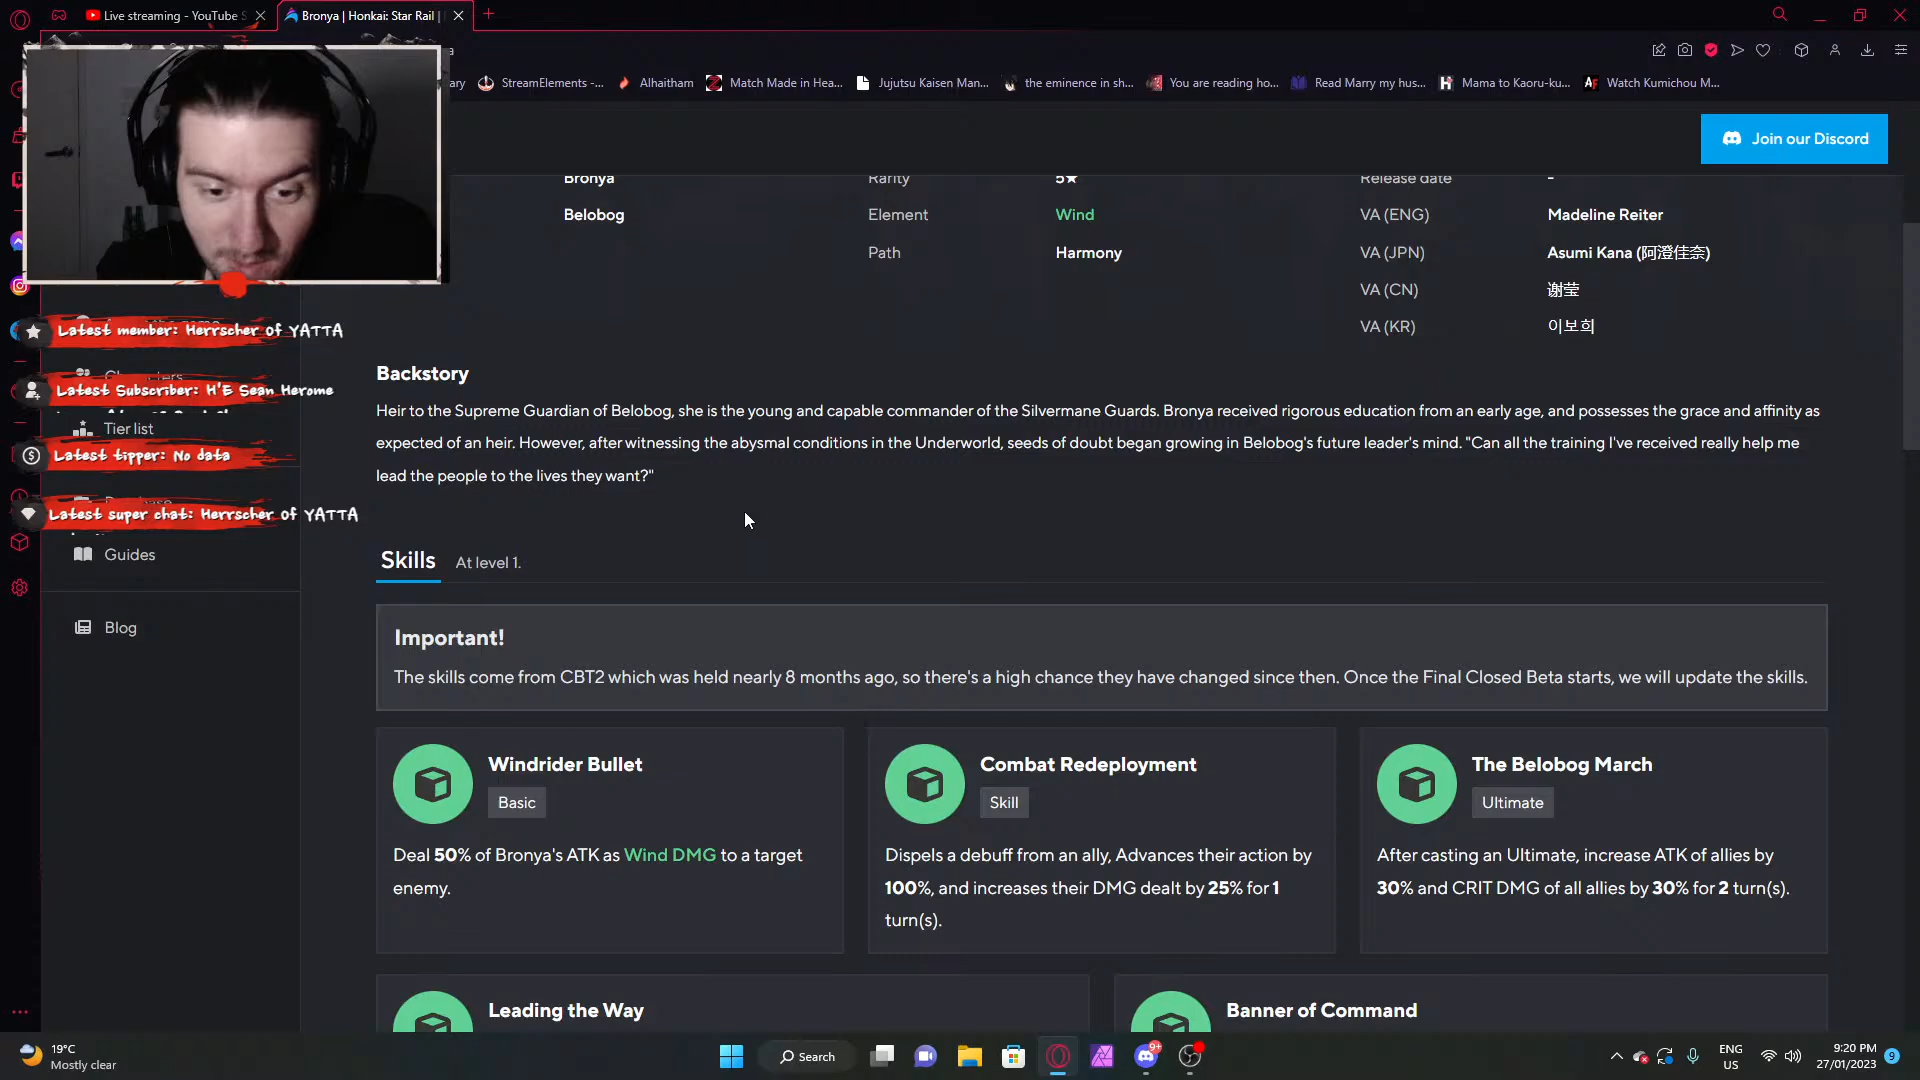 Live streaming - YouTube S
Bronya | Honkai: Star Rail |
ary
StreamElements -...
Alhaitham
Match Made in Hea...
Jujutsu Kaisen Man...
the eminence in sh...
You are reading ho...
Read Marry my hus...
Mama to Kaoru-ku...
Watch Kumichou M...
Join our Discord
Bronya
Rarity
5★
Release date
-
Belobog
Element
Wind
VA (ENG)
Madeline Reiter
Path
Harmony
VA (JPN)
Asumi Kana (阿澄佳奈)
VA (CN)
谢莹
VA (KR)
이보희
Latest member: Herrscher of YATTA
Latest Subscriber: H'E Sean Herome
Tier list
Latest tipper: No data
Latest super chat: Herrscher of YATTA
Guides
Blog
Backstory
Heir to the Supreme Guardian of Belobog, she is the young and capable commander of the Silvermane Guards. Bronya received rigorous education from an early age, and possesses the grace and affinity as
expected of an heir. However, after witnessing the abysmal conditions in the Underworld, seeds of doubt began growing in Belobog's future leader's mind. "Can all the training I've received really help me
lead the people to the lives they want?"
Skills
At level 1.
Important!
The skills come from CBT2 which was held nearly 8 months ago, so there's a high chance they have changed since then. Once the Final Closed Beta starts, we will update the skills.
Windrider Bullet
Basic
Deal 50% of Bronya's ATK as Wind DMG to a target
enemy.
Combat Redeployment
Skill
Dispels a debuff from an ally, Advances their action by
100%, and increases their DMG dealt by 25% for 1
turn(s).
The Belobog March
Ultimate
After casting an Ultimate, increase ATK of allies by
30% and CRIT DMG of all allies by 30% for 2 turn(s).
Leading the Way
Banner of Command
19°C
Mostly clear
Search
9+
ENG
US
9:20 PM
27/01/2023
9